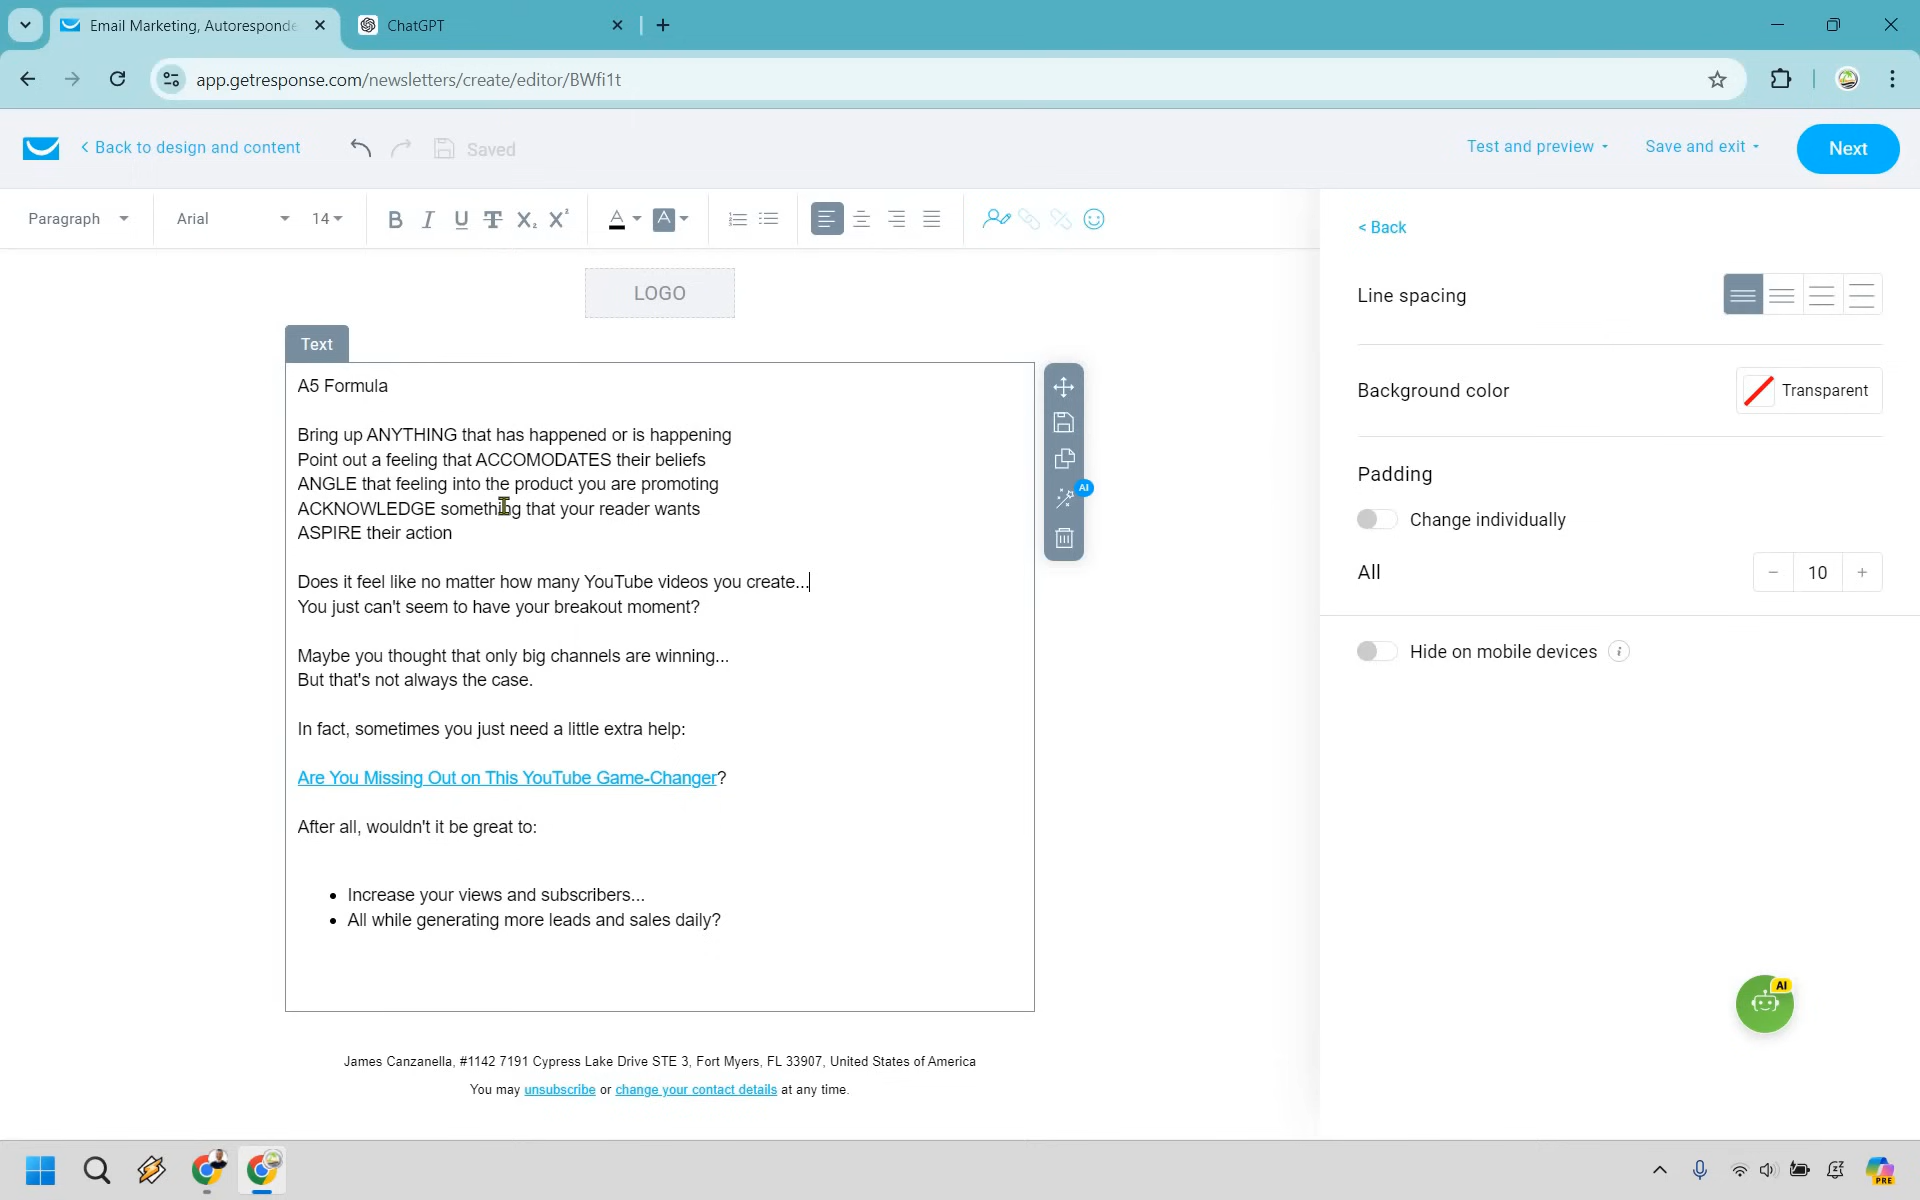 Email Marketing, Autoresponde
ChatGPT
app.getresponse.com/newsletters/create/editor/BWfi1t
< Back to design and content
Saved
Test and preview
Save and exit
Next
Paragraph
Arial
14
< Back
Line spacing
LOGO
Text
Background color
Transparent
A5 Formula
Bring up ANYTHING that has happened or is happening
Point out a feeling that ACCOMODATES their beliefs
ANGLE that feeling into the product you are promoting
ACKNOWLEDGE something that your reader wants
ASPIRE their action
AI
Padding
Change individually
All
10
Does it feel like no matter how many YouTube videos you create...
You just can't seem to have your breakout moment?
Hide on mobile devices
Maybe you thought that only big channels are winning...
But that's not always the case.
In fact, sometimes you just need a little extra help:
Are You Missing Out on This YouTube Game-Changer?
After all, wouldn't it be great to:
Increase your views and subscribers...
All while generating more leads and sales daily?
AI
James Canzanella, #1142 7191 Cypress Lake Drive STE 3, Fort Myers, FL 33907, United States of America
You may unsubscribe or change your contact details at any time.
PRE